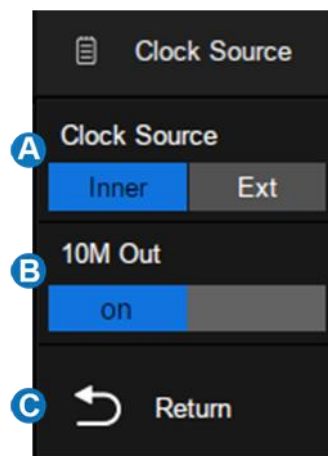 Clock Source
A
Clock Source
Inner Ext
B
10M Out
on
C
Return